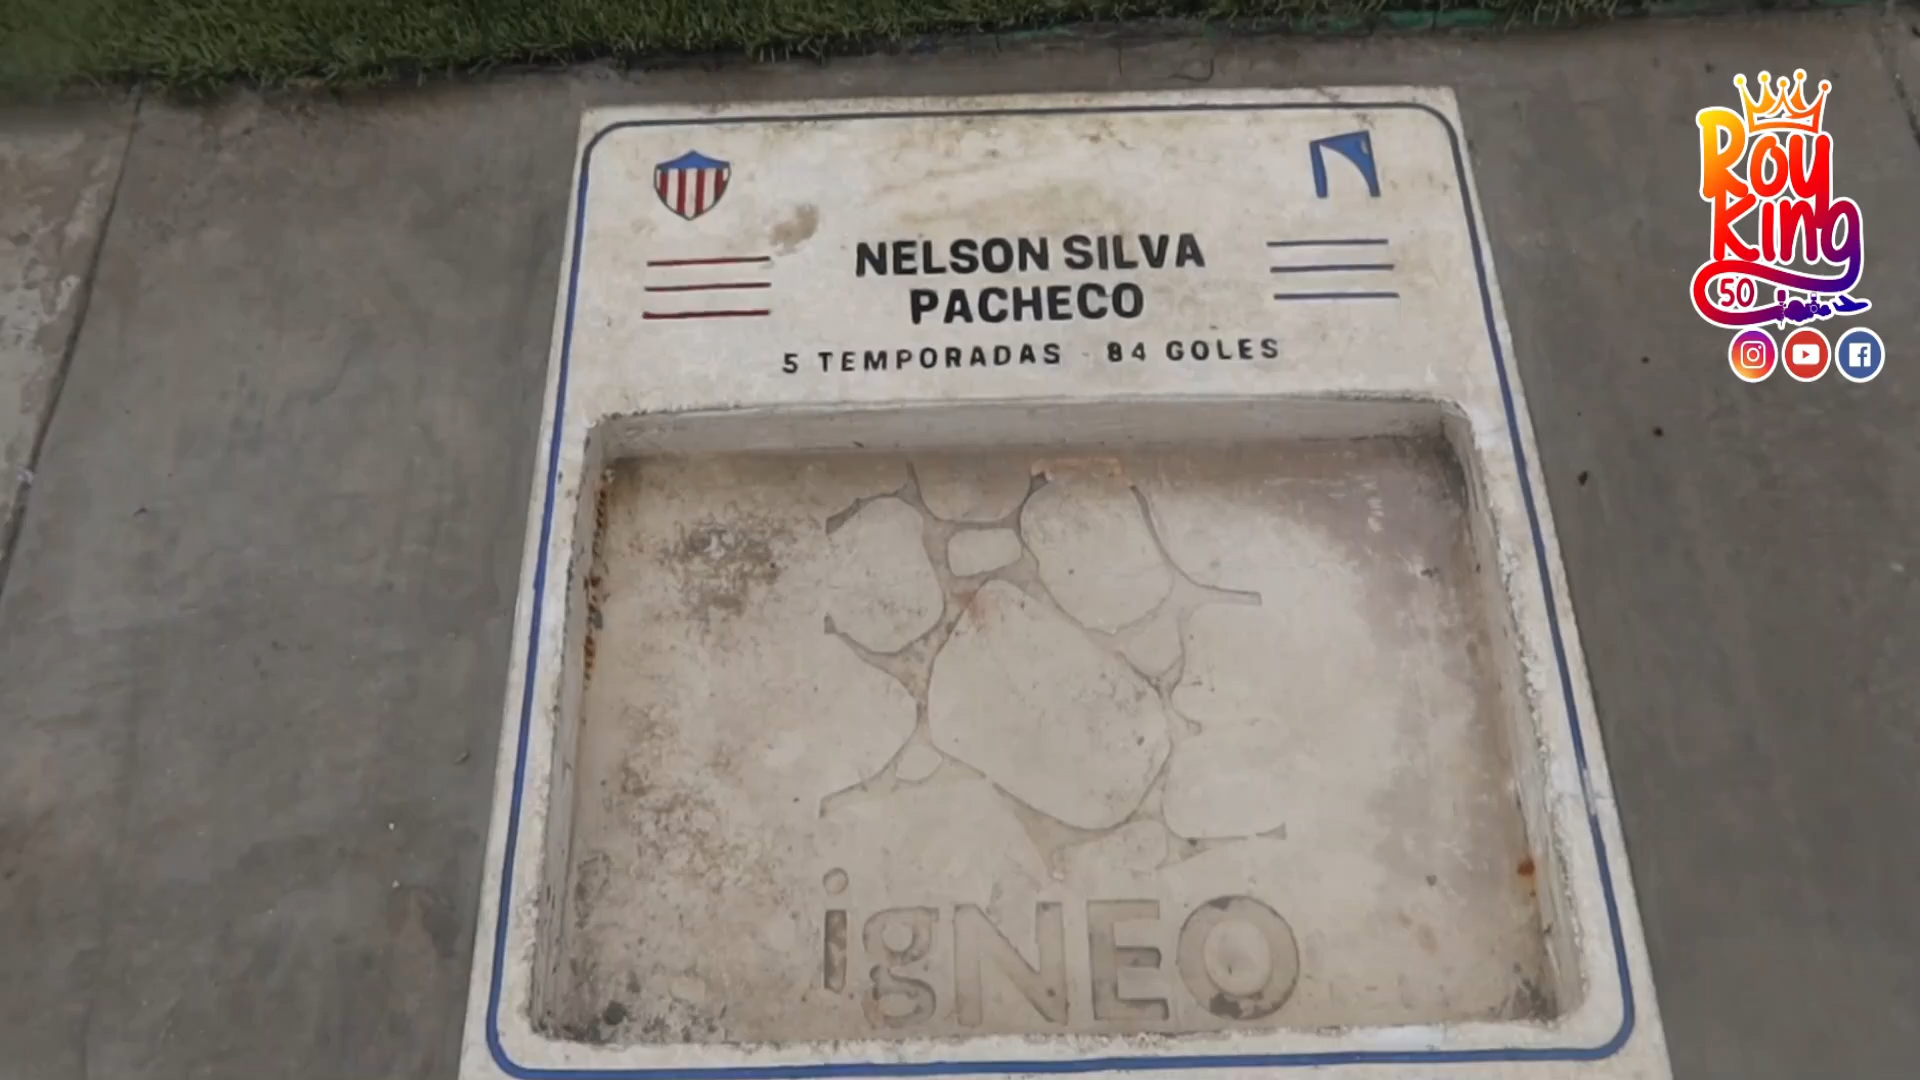 NELSON SILVA
PACHECO
5 TEMPORADAS - 84 GOLES
igNEO
Roy
King
50